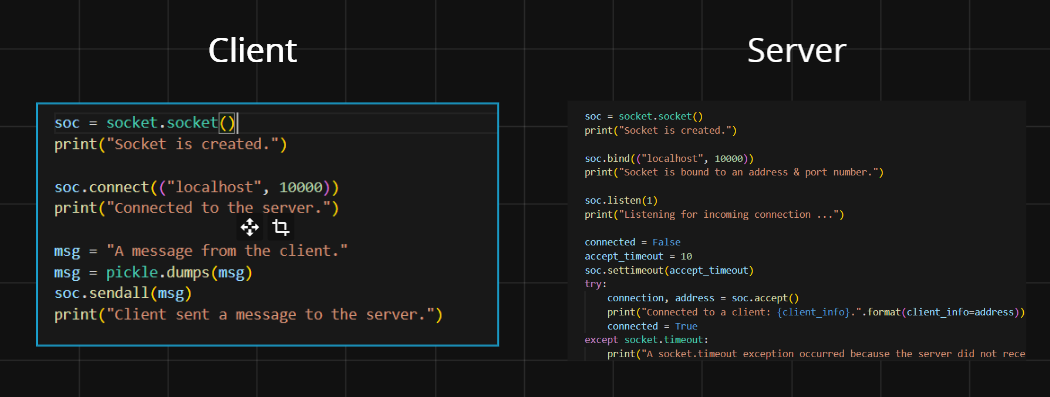 Client
Server
soc = socket.socket()
print("Socket is created.")
soc.connect(("localhost", 10000))
print("Connected to the server.")
msg = "A message from the client."
msg = pickle.dumps(msg)
soc.sendall(msg)
print("Client sent a message to the server.")
soc = socket.socket()
print("Socket is created.")
soc.bind(("localhost", 10000))
print("Socket is bound to an address & port number.")
soc.listen(1)
print("Listening for incoming connection ...")
connected = False
accept_timeout = 10
soc.settimeout(accept_timeout)
try:
connection, address = soc.accept()
print("Connected to a client: {client_info}.".format(client_info=address))
connected = True
except socket.timeout:
print("A socket.timeout exception occurred because the server did not rece